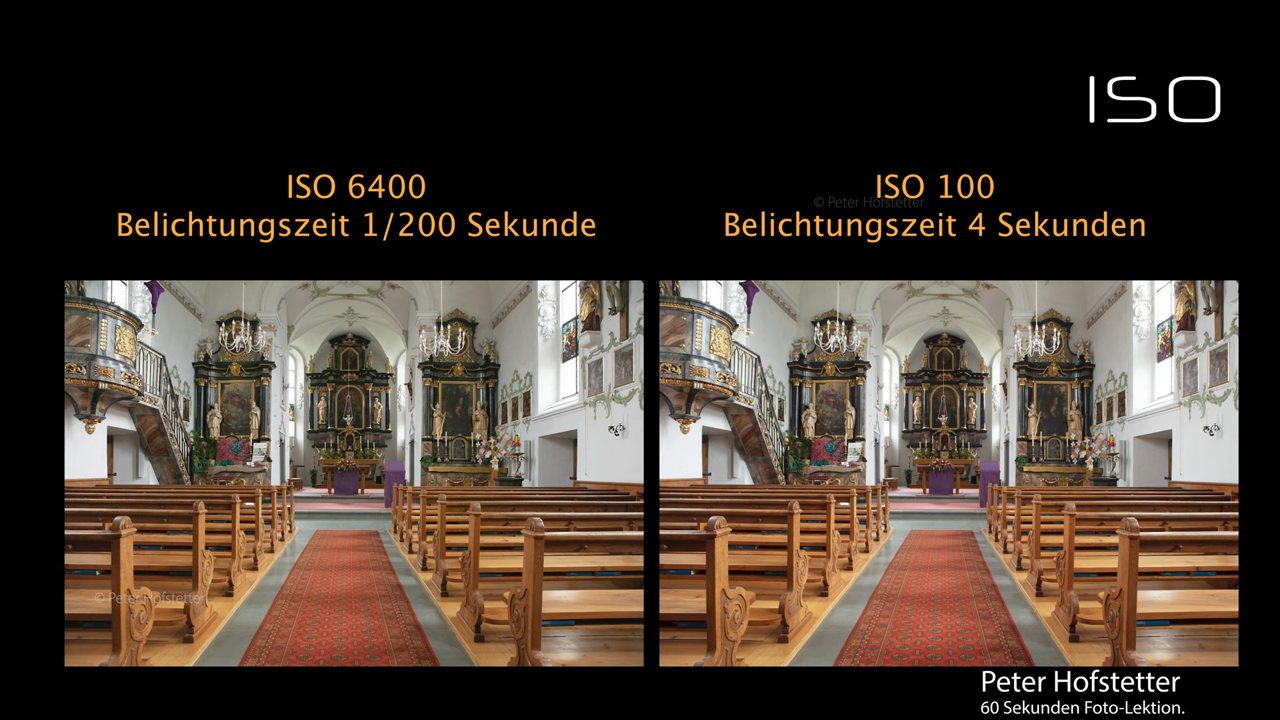 ISO
ISO 6400
Belichtungszeit 1/200 Sekunde
ISO 100
© Peter Hofstetter
Belichtungszeit 4 Sekunden
© Peter Hofstetter
Peter Hofstetter
60 Sekunden Foto-Lektion.